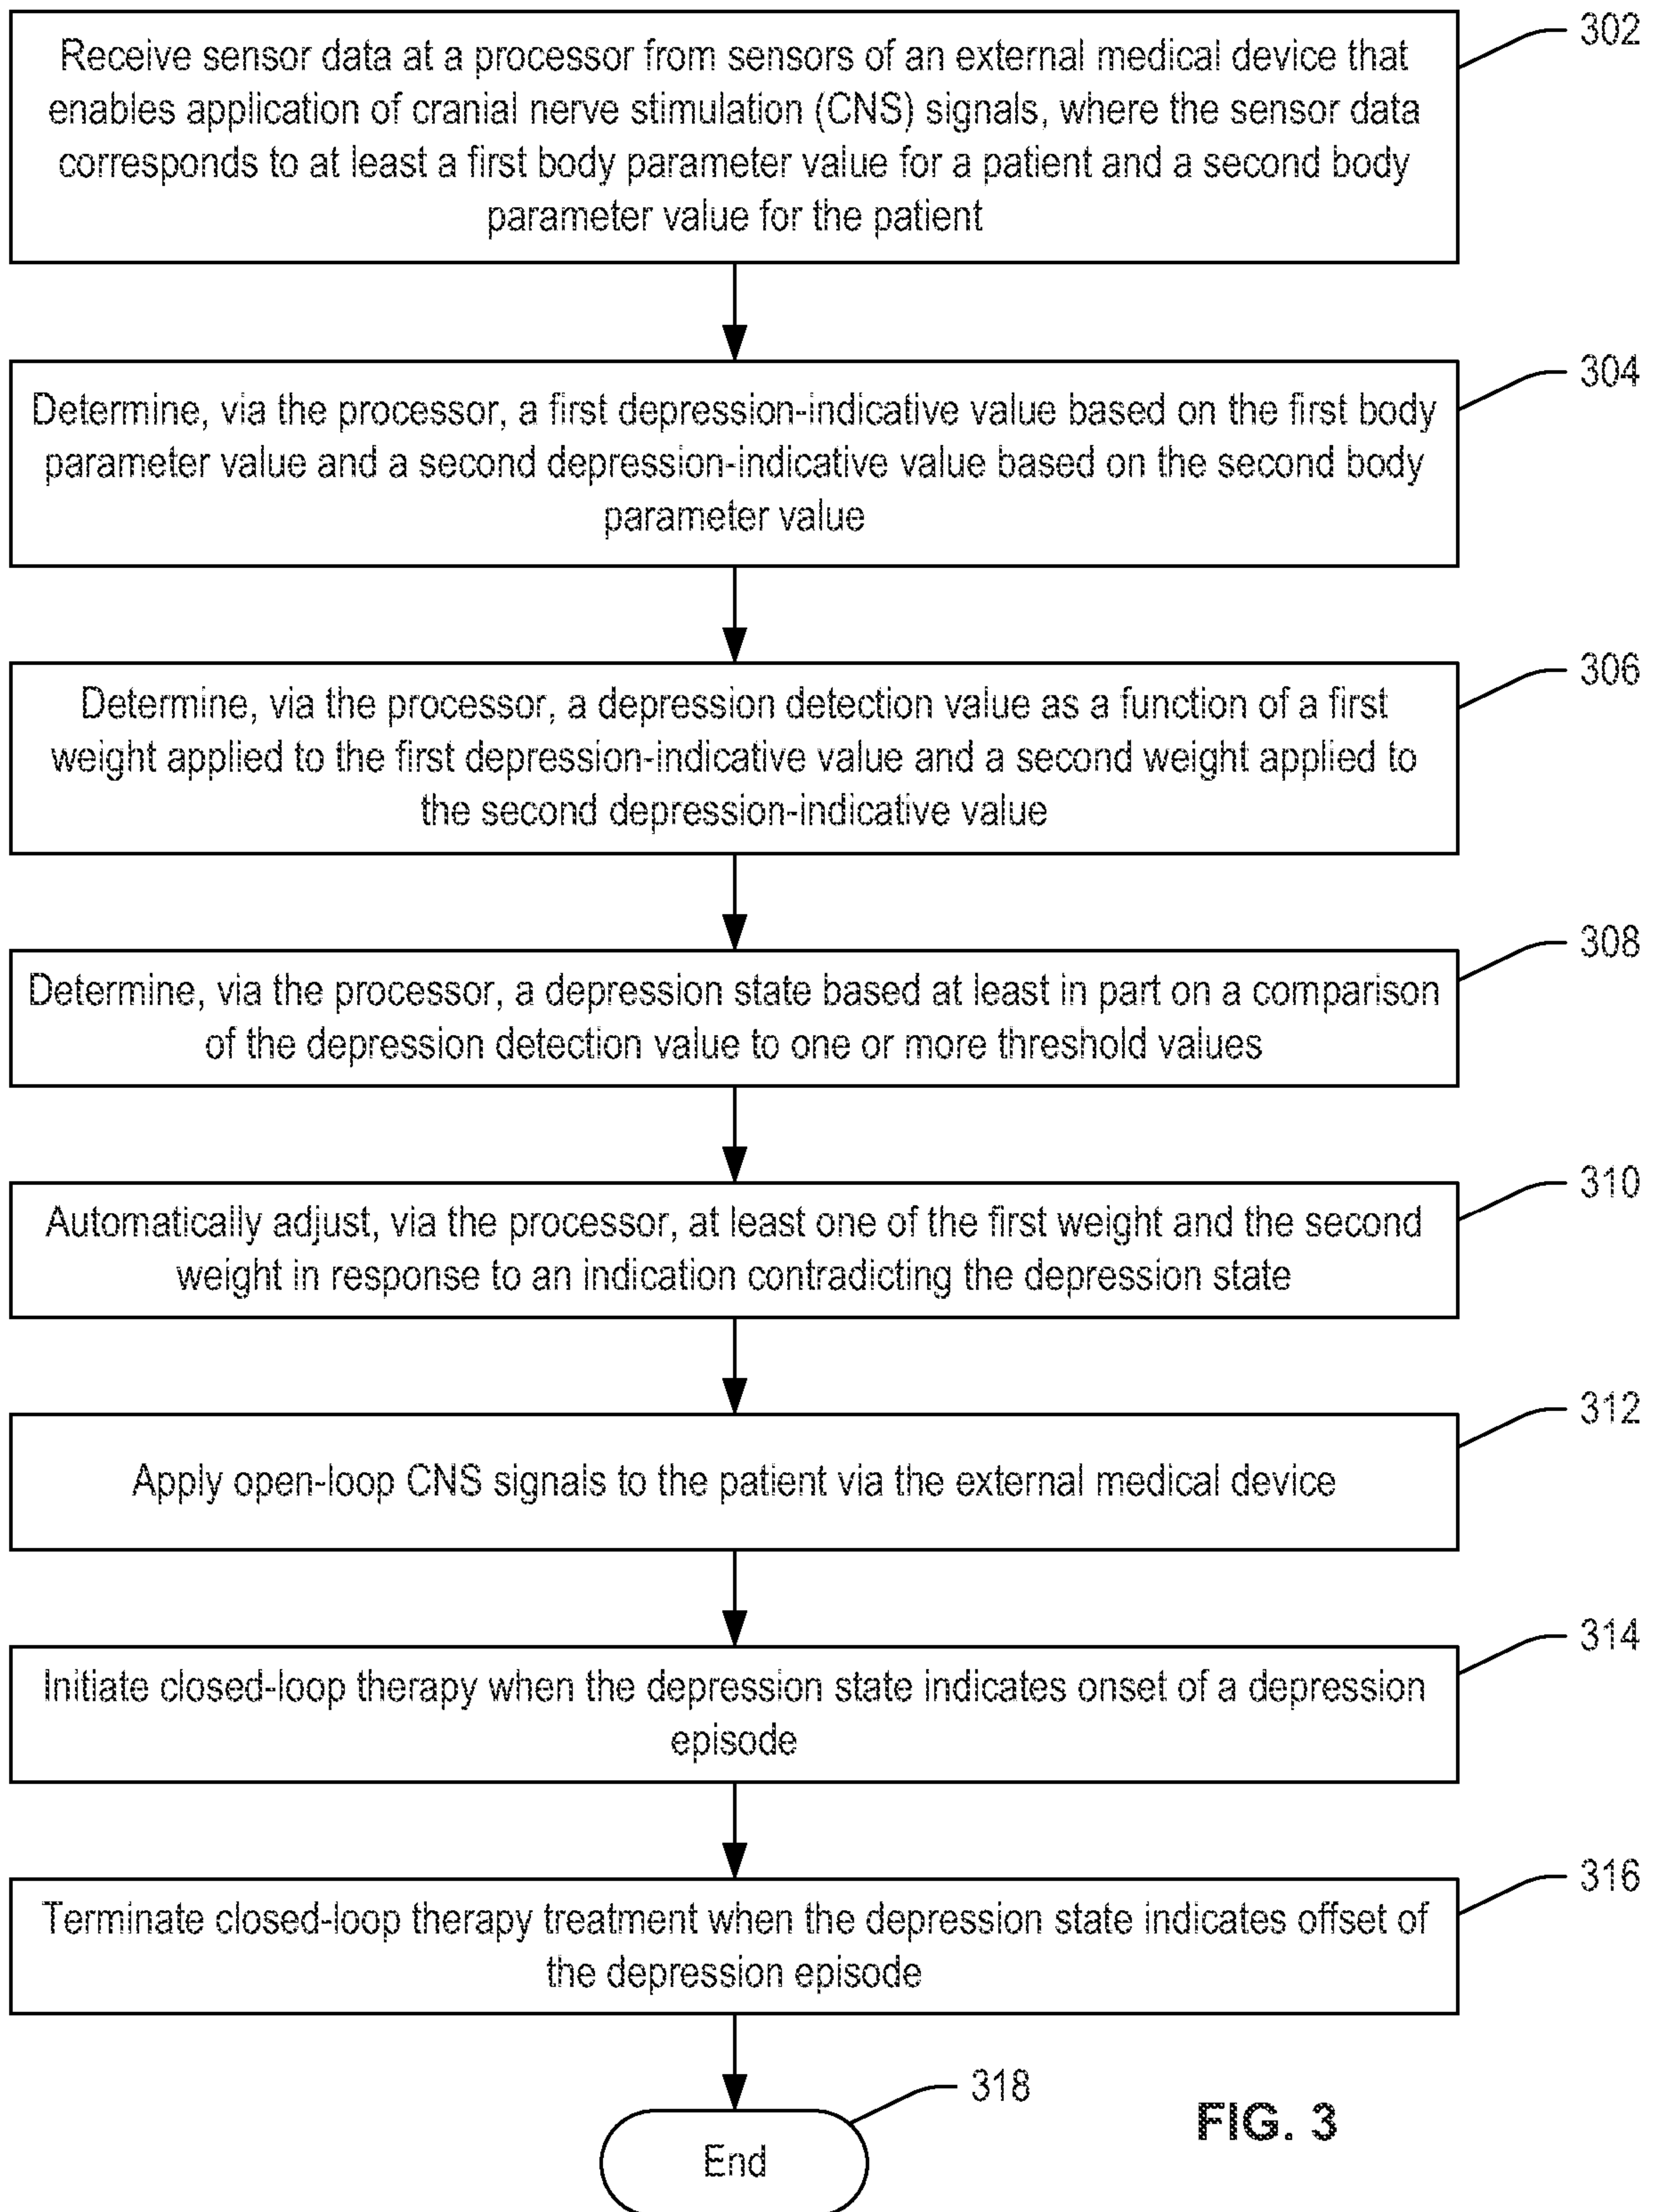 Receive sensor data at a processor from sensors of an external medical device that
enables application of cranial nerve stimulation (CNS) signals, where the sensor data
corresponds to at least a first body parameter value for a patient and a second body
parameter value for the patient
302
Determine, via the processor, a first depression-indicative value based on the first body
parameter value and a second depression-indicative value based on the second body
parameter value
304
Determine, via the processor, a depression detection value as a function of a first
weight applied to the first depression-indicative value and a second weight applied to
the second depression-indicative value
306
Determine, via the processor, a depression state based at least in part on a comparison
of the depression detection value to one or more threshold values
308
Automatically adjust, via the processor, at least one of the first weight and the second
weight in response to an indication contradicting the depression state
310
Apply open-loop CNS signals to the patient via the external medical device
312
Initiate closed-loop therapy when the depression state indicates onset of a depression
episode
314
Terminate closed-loop therapy treatment when the depression state indicates offset of
the depression episode
316
End
318
FIG. 3